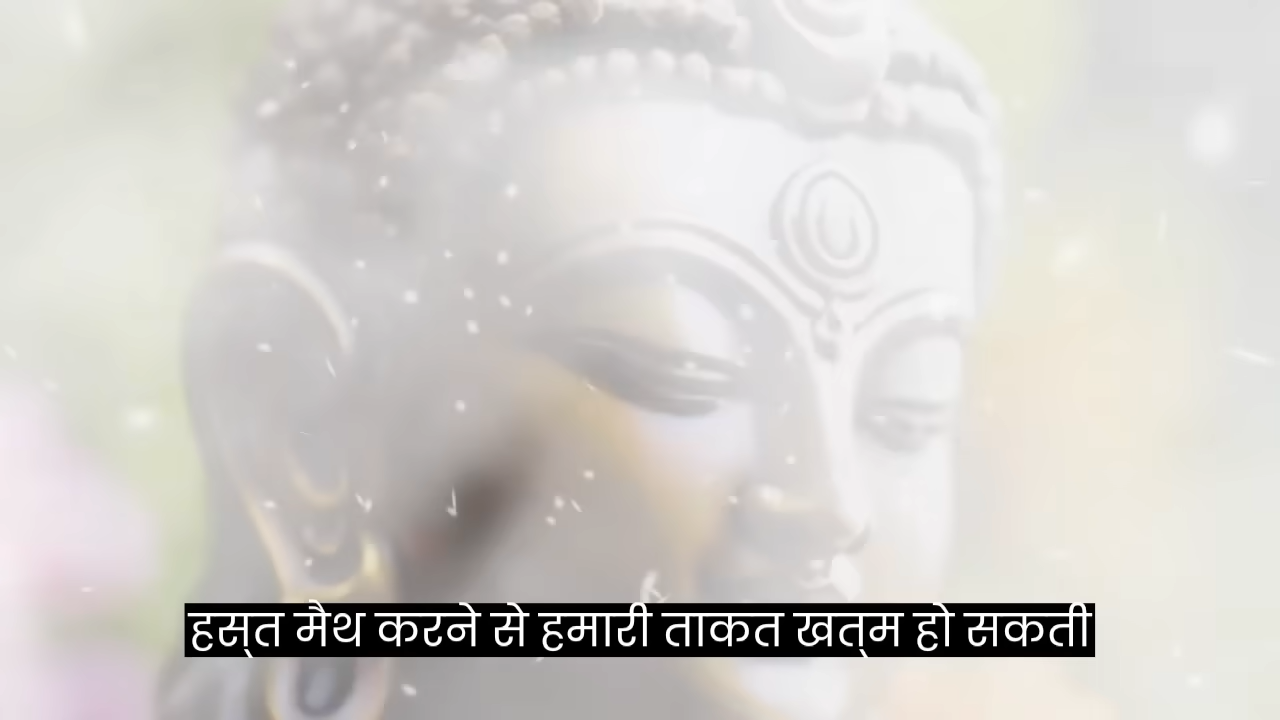 हस्त मैथ करने से हमारी ताकत खत्म हो सकती